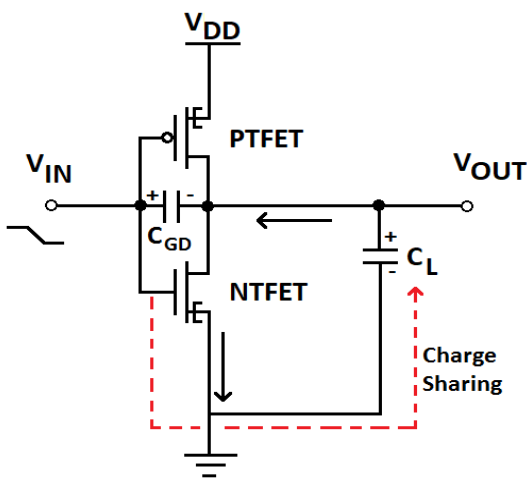 VDD
PTFET
VIN
VOUT
+ -
CGD
+
CL
-
NTFET
Charge
Sharing